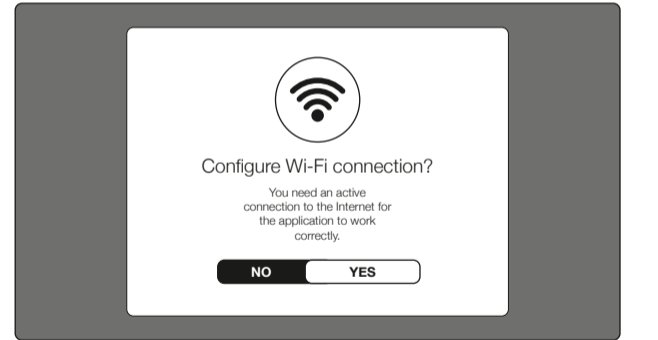 Configure Wi-Fi connection?
You need an active
connection to the Internet for
the application to work
correctly.
NO YES